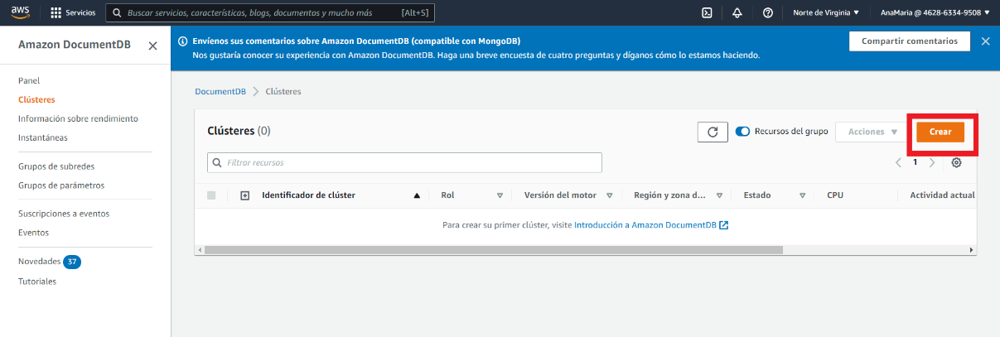 aws Servicios Buscar servicios, características, blogs, documentos y mucho más [Alt+S] Norte de Virginia AnaMaria @ 4628-6334-9508
Amazon DocumentDB
Panel
Clústeres
Información sobre rendimiento
Instantáneas
Grupos de subredes
Grupos de parámetros
Suscripciones a eventos
Eventos
Novedades 37
Tutoriales
Envíenos sus comentarios sobre Amazon DocumentDB (compatible con MongoDB)
Nos gustaría conocer su experiencia con Amazon DocumentDB. Haga una breve encuesta de cuatro preguntas y díganos cómo lo estamos haciendo.
Compartir comentarios
DocumentDB Clústeres
Clústeres (0) Recursos del grupo Acciones Crear
Filtrar recursos 1
Identificador de clúster Rol Versión del motor Región y zona d... Estado CPU Actividad actual
Para crear su primer clúster, visite Introducción a Amazon DocumentDB